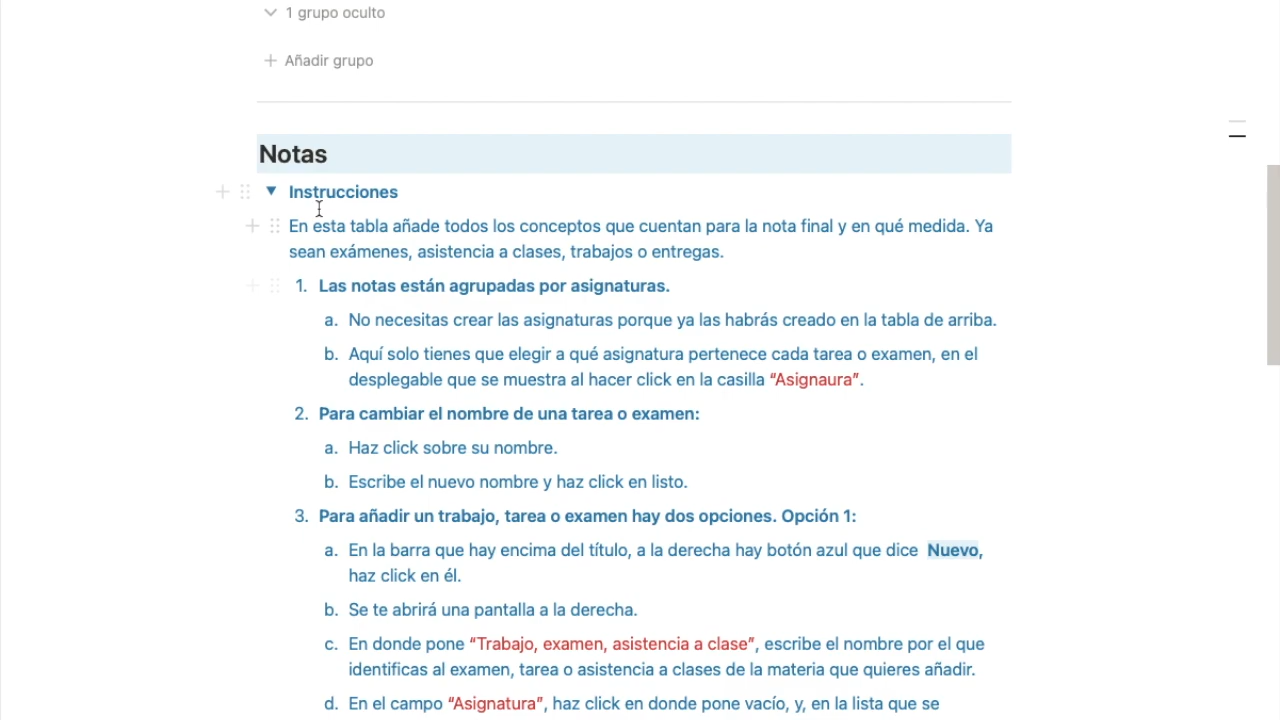 1 grupo oculto
Añadir grupo
Notas
Instrucciones
En esta tabla añade todos los conceptos que cuentan para la nota final y en qué medida. Ya
sean exámenes, asistencia a clases, trabajos o entregas.
1. Las notas están agrupadas por asignaturas.
a. No necesitas crear las asignaturas porque ya las habrás creado en la tabla de arriba.
b. Aquí solo tienes que elegir a qué asignatura pertenece cada tarea o examen, en el
desplegable que se muestra al hacer click en la casilla “Asignaura”.
2. Para cambiar el nombre de una tarea o examen:
a. Haz click sobre su nombre.
b. Escribe el nuevo nombre y haz click en listo.
3. Para añadir un trabajo, tarea o examen hay dos opciones. Opción 1:
a. En la barra que hay encima del título, a la derecha hay botón azul que dice Nuevo,
haz click en él.
b. Se te abrirá una pantalla a la derecha.
c. En donde pone “Trabajo, examen, asistencia a clase”, escribe el nombre por el que
identificas al examen, tarea o asistencia a clases de la materia que quieres añadir.
d. En el campo “Asignatura”, haz click en donde pone vacío, y, en la lista que se